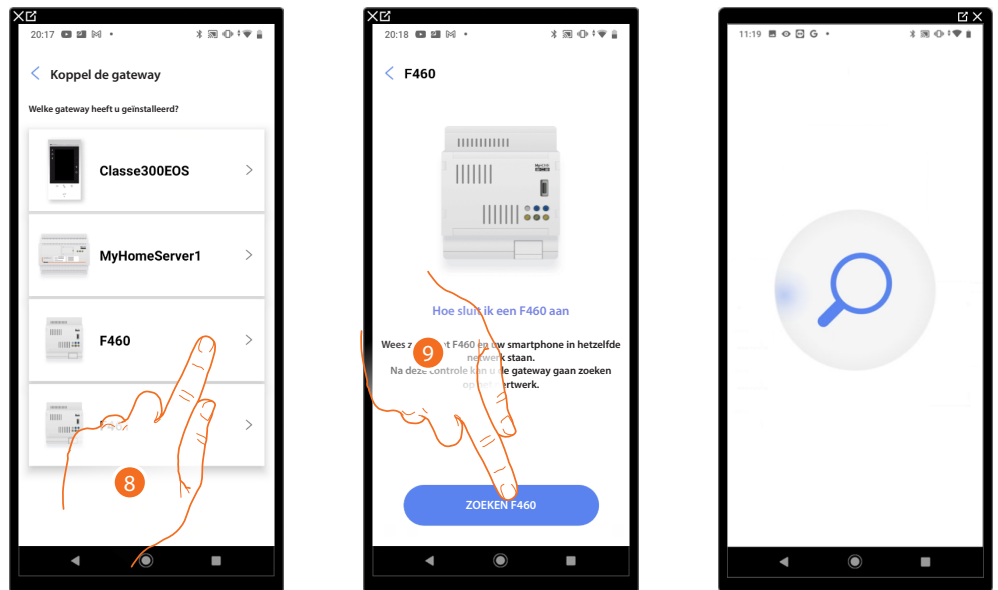 20:17
Koppel de gateway
Welke gateway heeft u geïnstalleerd?
Classe300EOS
MyHomeServer1
F460
8
20:18
F460
Hoe sluit ik een F460 aan
Wees z t F460 en uw smartphone in hetzelfde
netwerk staan.
Na deze controle kan u de gateway gaan zoeken
op het ertwerk.
9
ZOEKEN F460
11:19
G